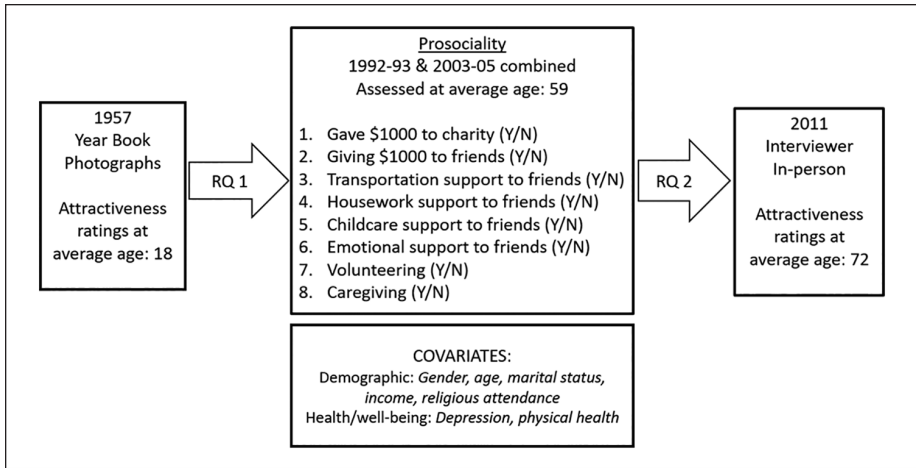 1957
Year Book
Photographs
Attractiveness
ratings at
average age: 18
RQ 1
Prosociality
1992-93 & 2003-05 combined
Assessed at average age: 59
1. Gave $1000 to charity (Y/N)
2. Giving $1000 to friends (Y/N)
3. Transportation support to friends (Y/N)
4. Housework support to friends (Y/N)
5. Childcare support to friends (Y/N)
6. Emotional support to friends (Y/N)
7. Volunteering (Y/N)
8. Caregiving (Y/N)
RQ 2
2011
Interviewer
In-person
Attractiveness
ratings at
average age: 72
COVARIATES:
Demographic: Gender, age, marital status,
income, religious attendance
Health/well-being: Depression, physical health